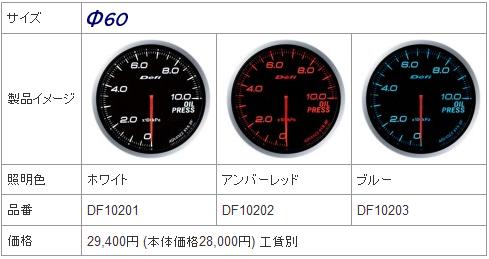 サイズ
Φ60
製品イメージ
Defi
0
2.0
4.0
6.0
8.0
10.0
OIL
PRESS
x100kPa
Defi
0
2.0
4.0
6.0
8.0
10.0
OIL
PRESS
x100kPa
Defi
0
2.0
4.0
6.0
8.0
10.0
OIL
PRESS
x100kPa
照明色 ホワイト アンバーレッド ブルー
品番 DF10201 DF10202 DF10203
価格 29,400円 (本体価格28,000円) 工賃別